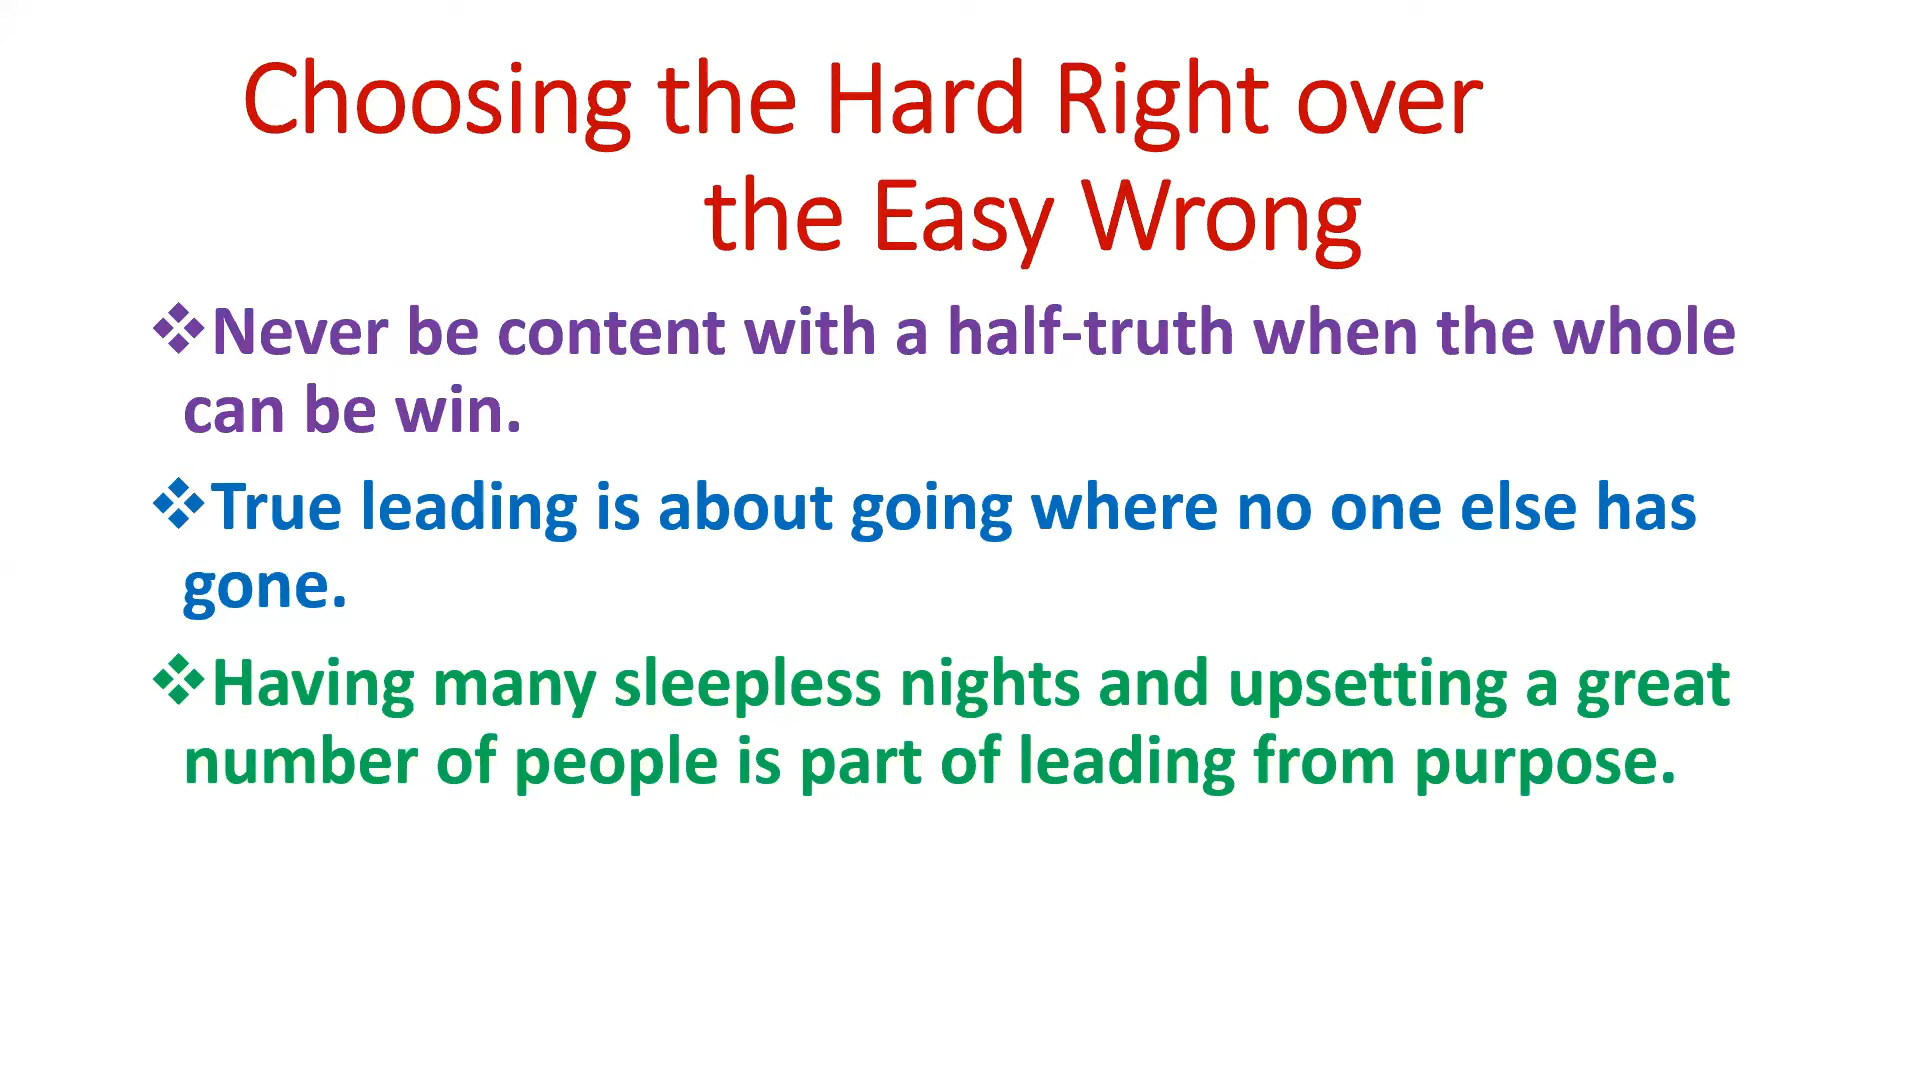 Choosing the Hard Right over
the Easy Wrong
❖Never be content with a half-truth when the whole
can be win.
❖True leading is about going where no one else has
gone.
❖Having many sleepless nights and upsetting a great
number of people is part of leading from purpose.